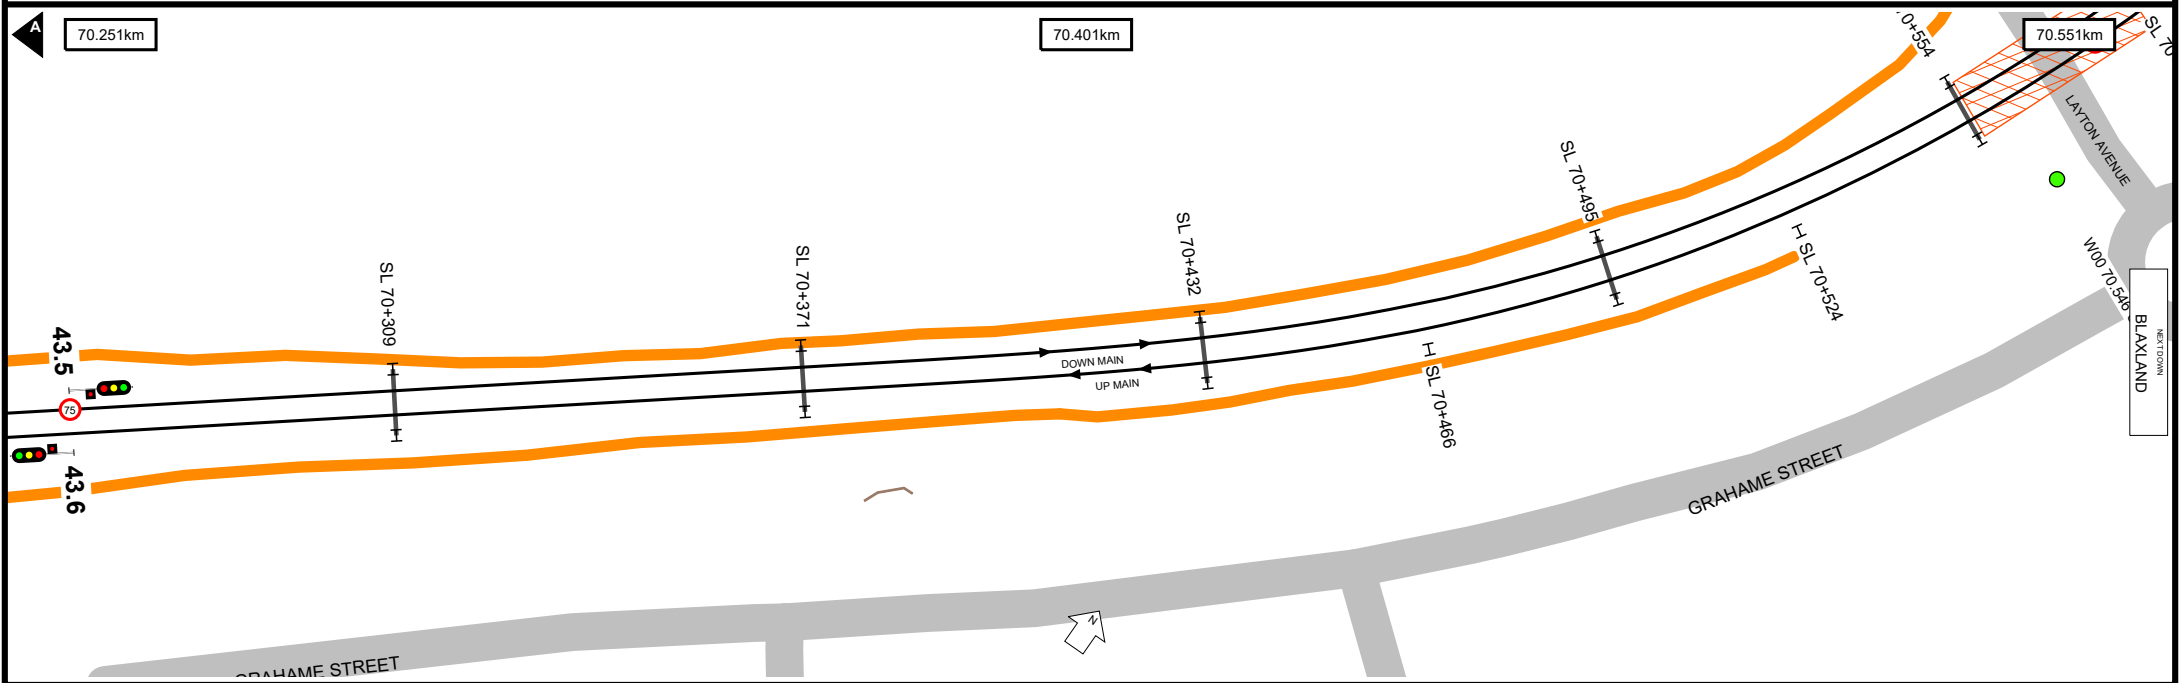 A
70.251km
70.401km
70.551km
SL 70
LAYTON AVENUE
SL 70+495
SL 70+432
SL 70+371
SL 70+309
SL 70+524
W00 70.546
NEXT DOWN
BLAXLAND
43.5
75
DOWN MAIN
UP MAIN
SL 70+466
43.6
GRAHAME STREET
N
GRAHAME STREET